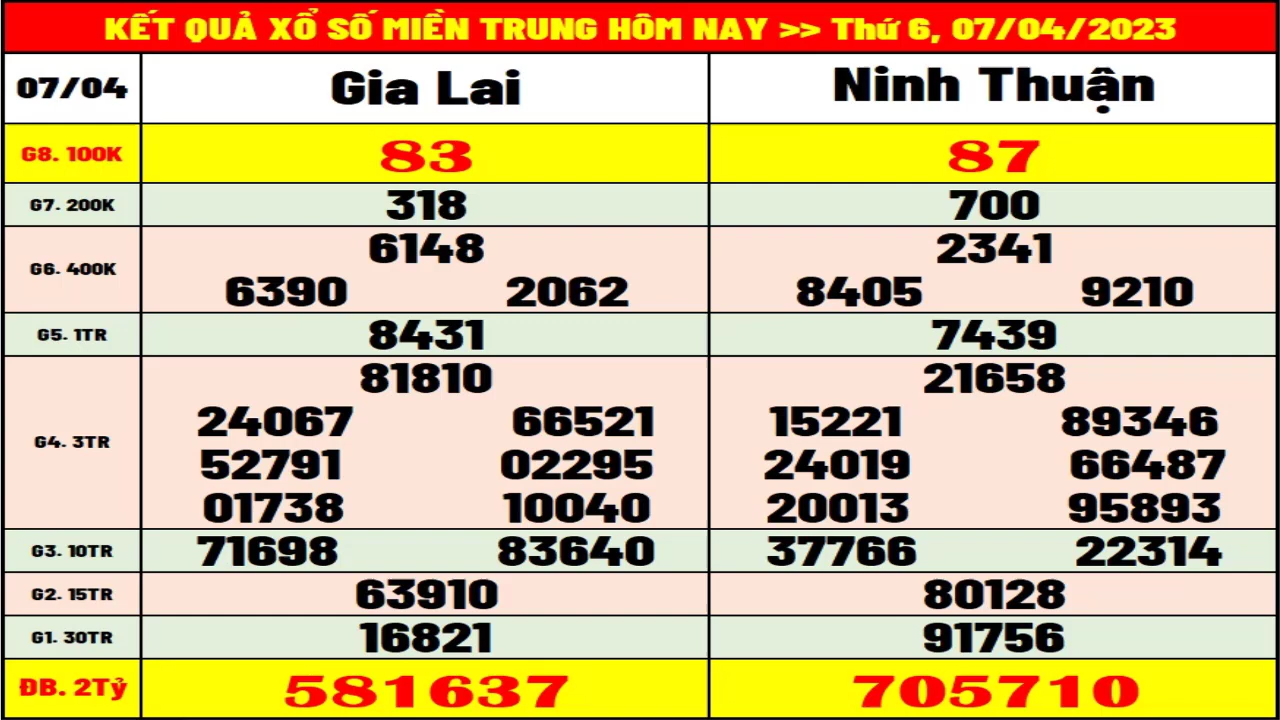 KẾT QUẢ XỔ SỐ MIỀN TRUNG HÔM NAY >> Thứ 6, 07/04/2023
07/04 Gia Lai Ninh Thuận
G8. 100K 83 87
G7. 200K 318 700
G6. 400K
6148 2341
6390 2062 8405 9210
G5. 1TR 8431 7439
G4. 3TR
81810 21658
24067 66521 15221 89346
52791 02295 24019 66487
01738 10040 20013 95893
G3. 10TR 71698 83640 37766 22314
G2. 15TR 63910 80128
G1. 30TR 16821 91756
ĐB. 2Tỷ 581637 705710